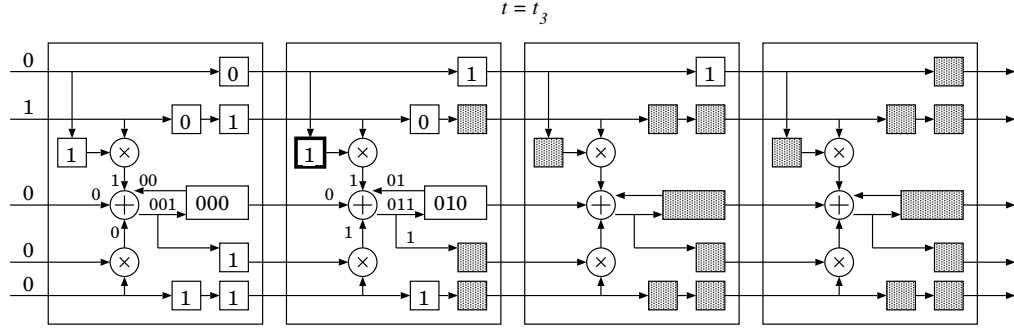 t = t₃
0 0 1 1
1 0 1 0
1 × 1 × × ×
1 00 1 01
0 + 001 000 0 + 011 010 + +
0
0 1 1
0 × 1 × × ×
0 1 1 1